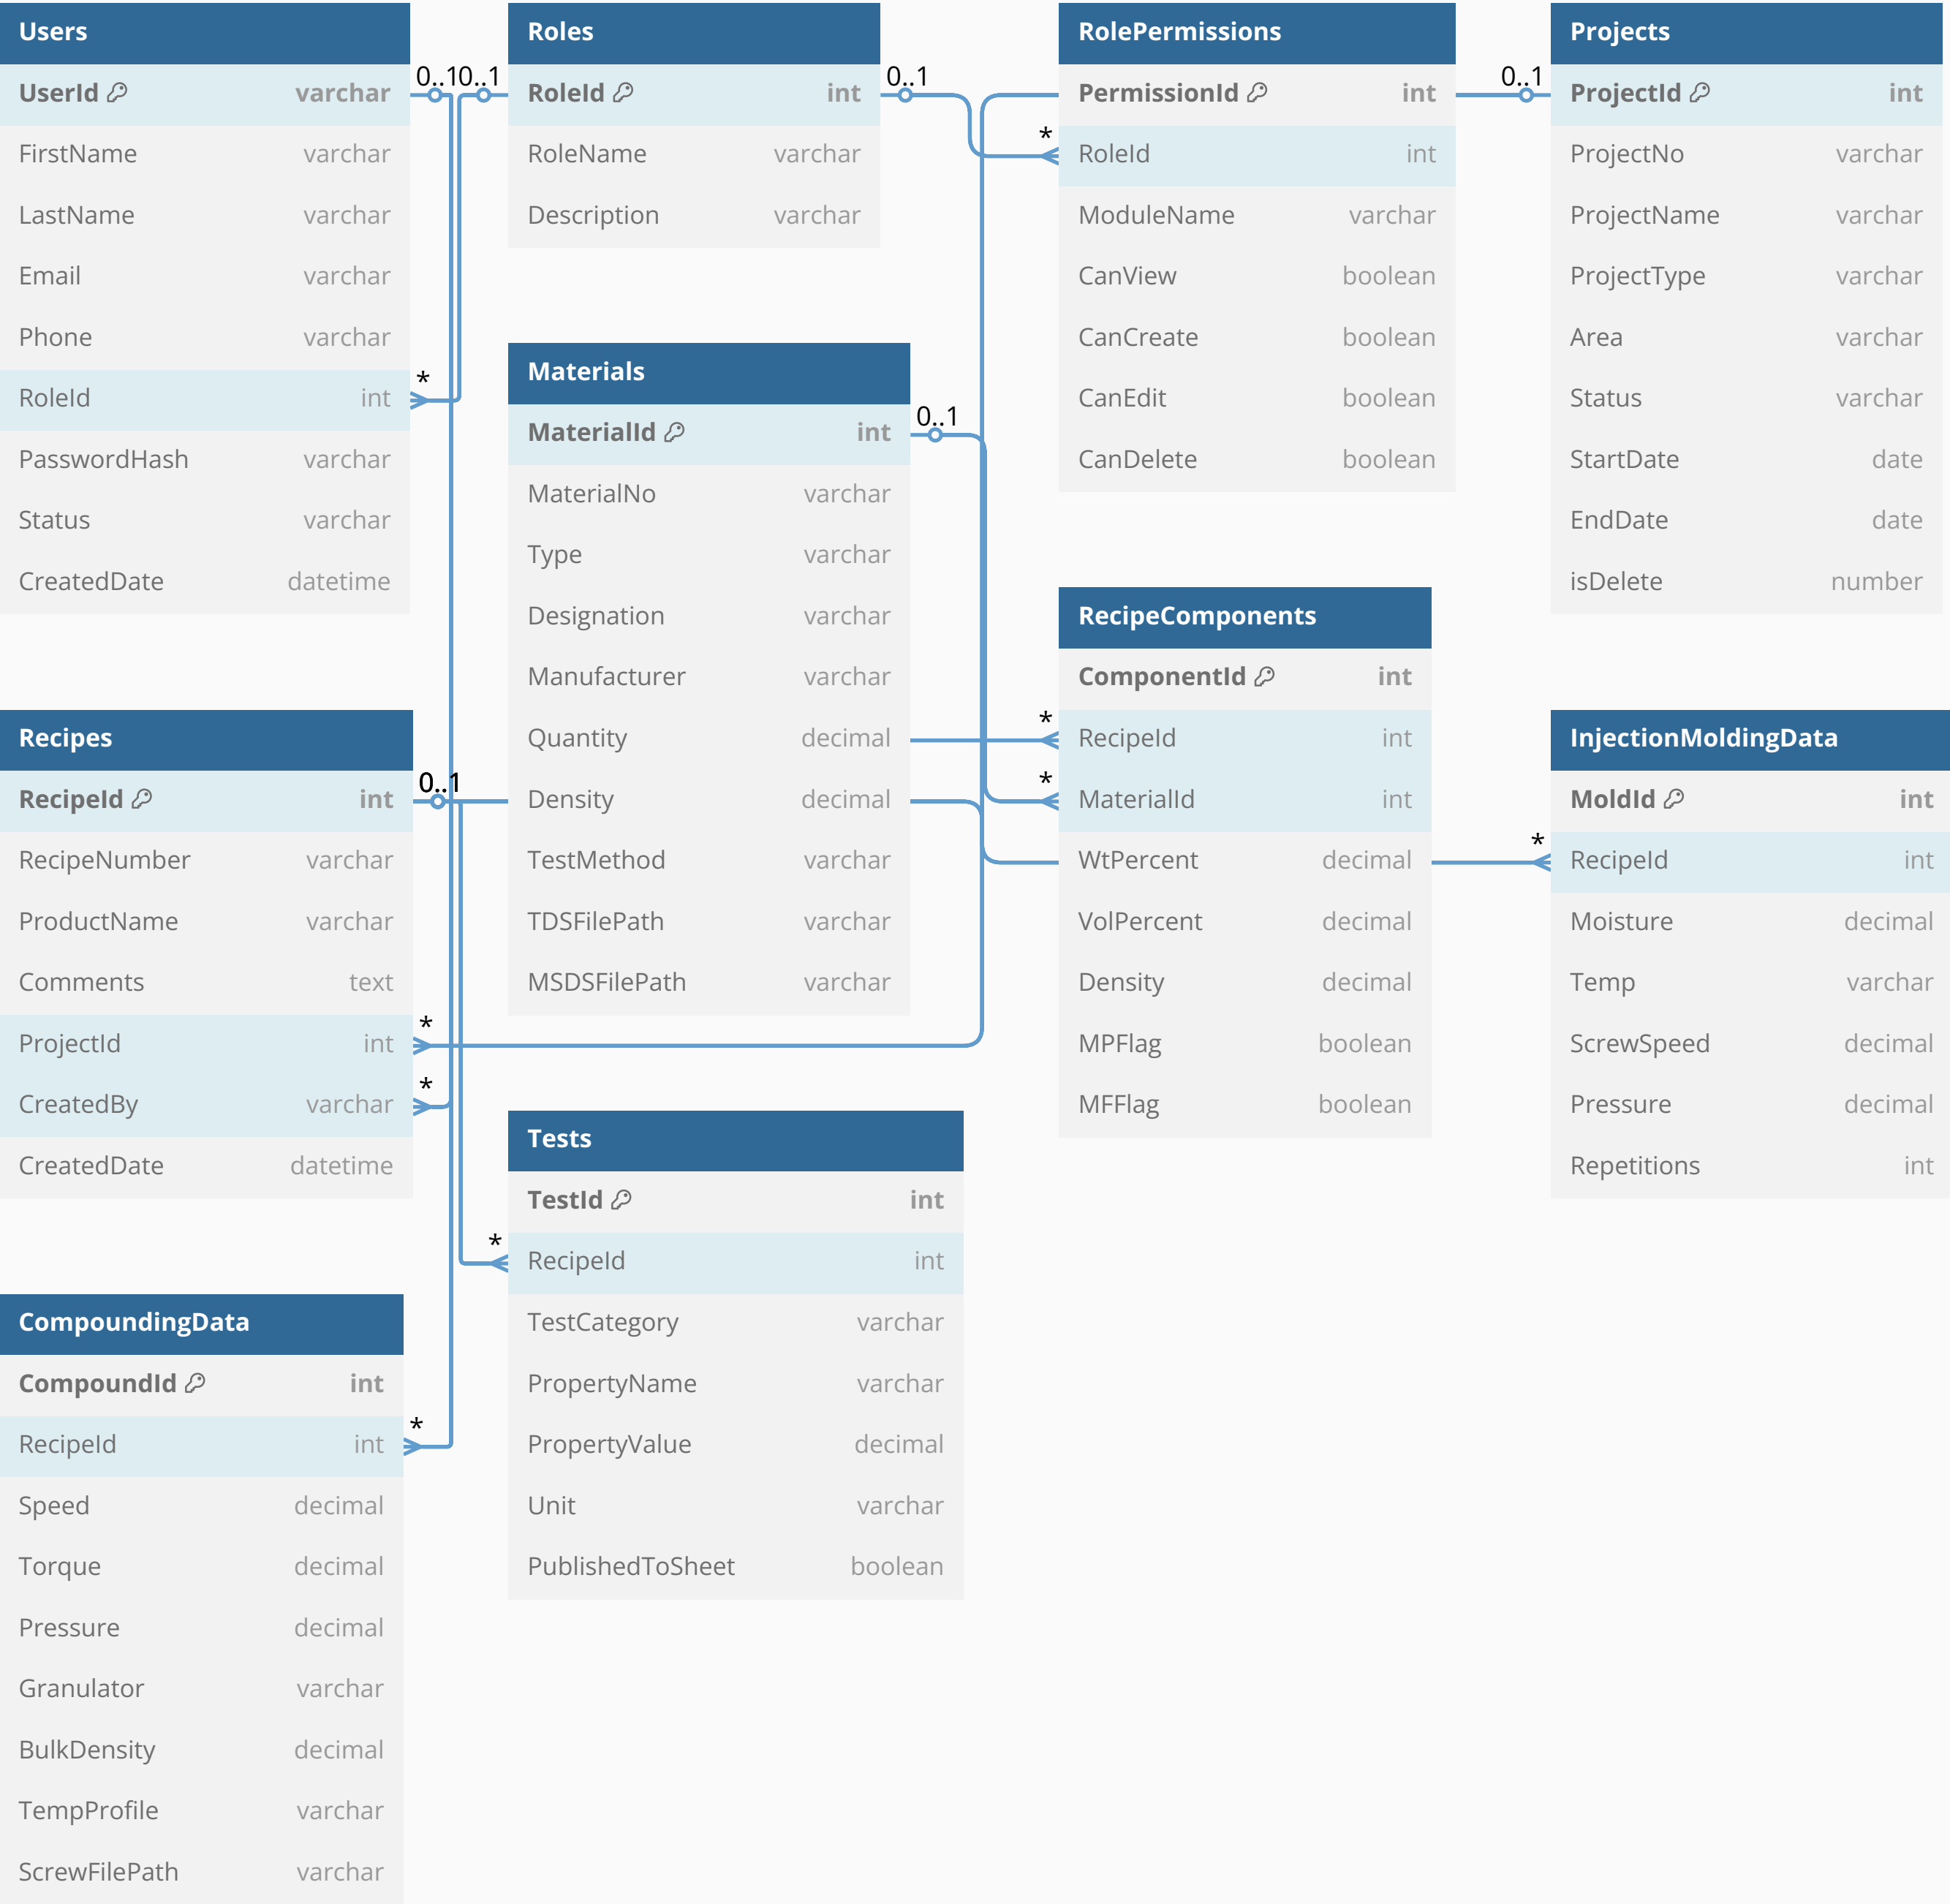 Users
UserId varchar
FirstName varchar
LastName varchar
Email varchar
Phone varchar
RoleId int
PasswordHash varchar
Status varchar
CreatedDate datetime
0..1
0..1
*
Roles
RoleId int
RoleName varchar
Description varchar
0..1
*
RolePermissions
PermissionId int
RoleId int
ModuleName varchar
CanView boolean
CanCreate boolean
CanEdit boolean
CanDelete boolean
0..1
Projects
ProjectId int
ProjectNo varchar
ProjectName varchar
ProjectType varchar
Area varchar
Status varchar
StartDate date
EndDate date
isDelete number
Materials
MaterialId int
MaterialNo varchar
Type varchar
Designation varchar
Manufacturer varchar
Quantity decimal
Density decimal
TestMethod varchar
TDSFilePath varchar
MSDSFilePath varchar
0..1
*
*
RecipeComponents
ComponentId int
RecipeId int
MaterialId int
WtPercent decimal
VolPercent decimal
Density decimal
MPFlag boolean
MFFlag boolean
*
InjectionMoldingData
MoldId int
RecipeId int
Moisture decimal
Temp varchar
ScrewSpeed decimal
Pressure decimal
Repetitions int
Recipes
RecipeId int
RecipeNumber varchar
ProductName varchar
Comments text
ProjectId int
CreatedBy varchar
CreatedDate datetime
0..1
*
*
Tests
TestId int
RecipeId int
TestCategory varchar
PropertyName varchar
PropertyValue decimal
Unit varchar
PublishedToSheet boolean
*
CompoundingData
CompoundId int
RecipeId int
Speed decimal
Torque decimal
Pressure decimal
Granulator varchar
BulkDensity decimal
TempProfile varchar
ScrewFilePath varchar
*